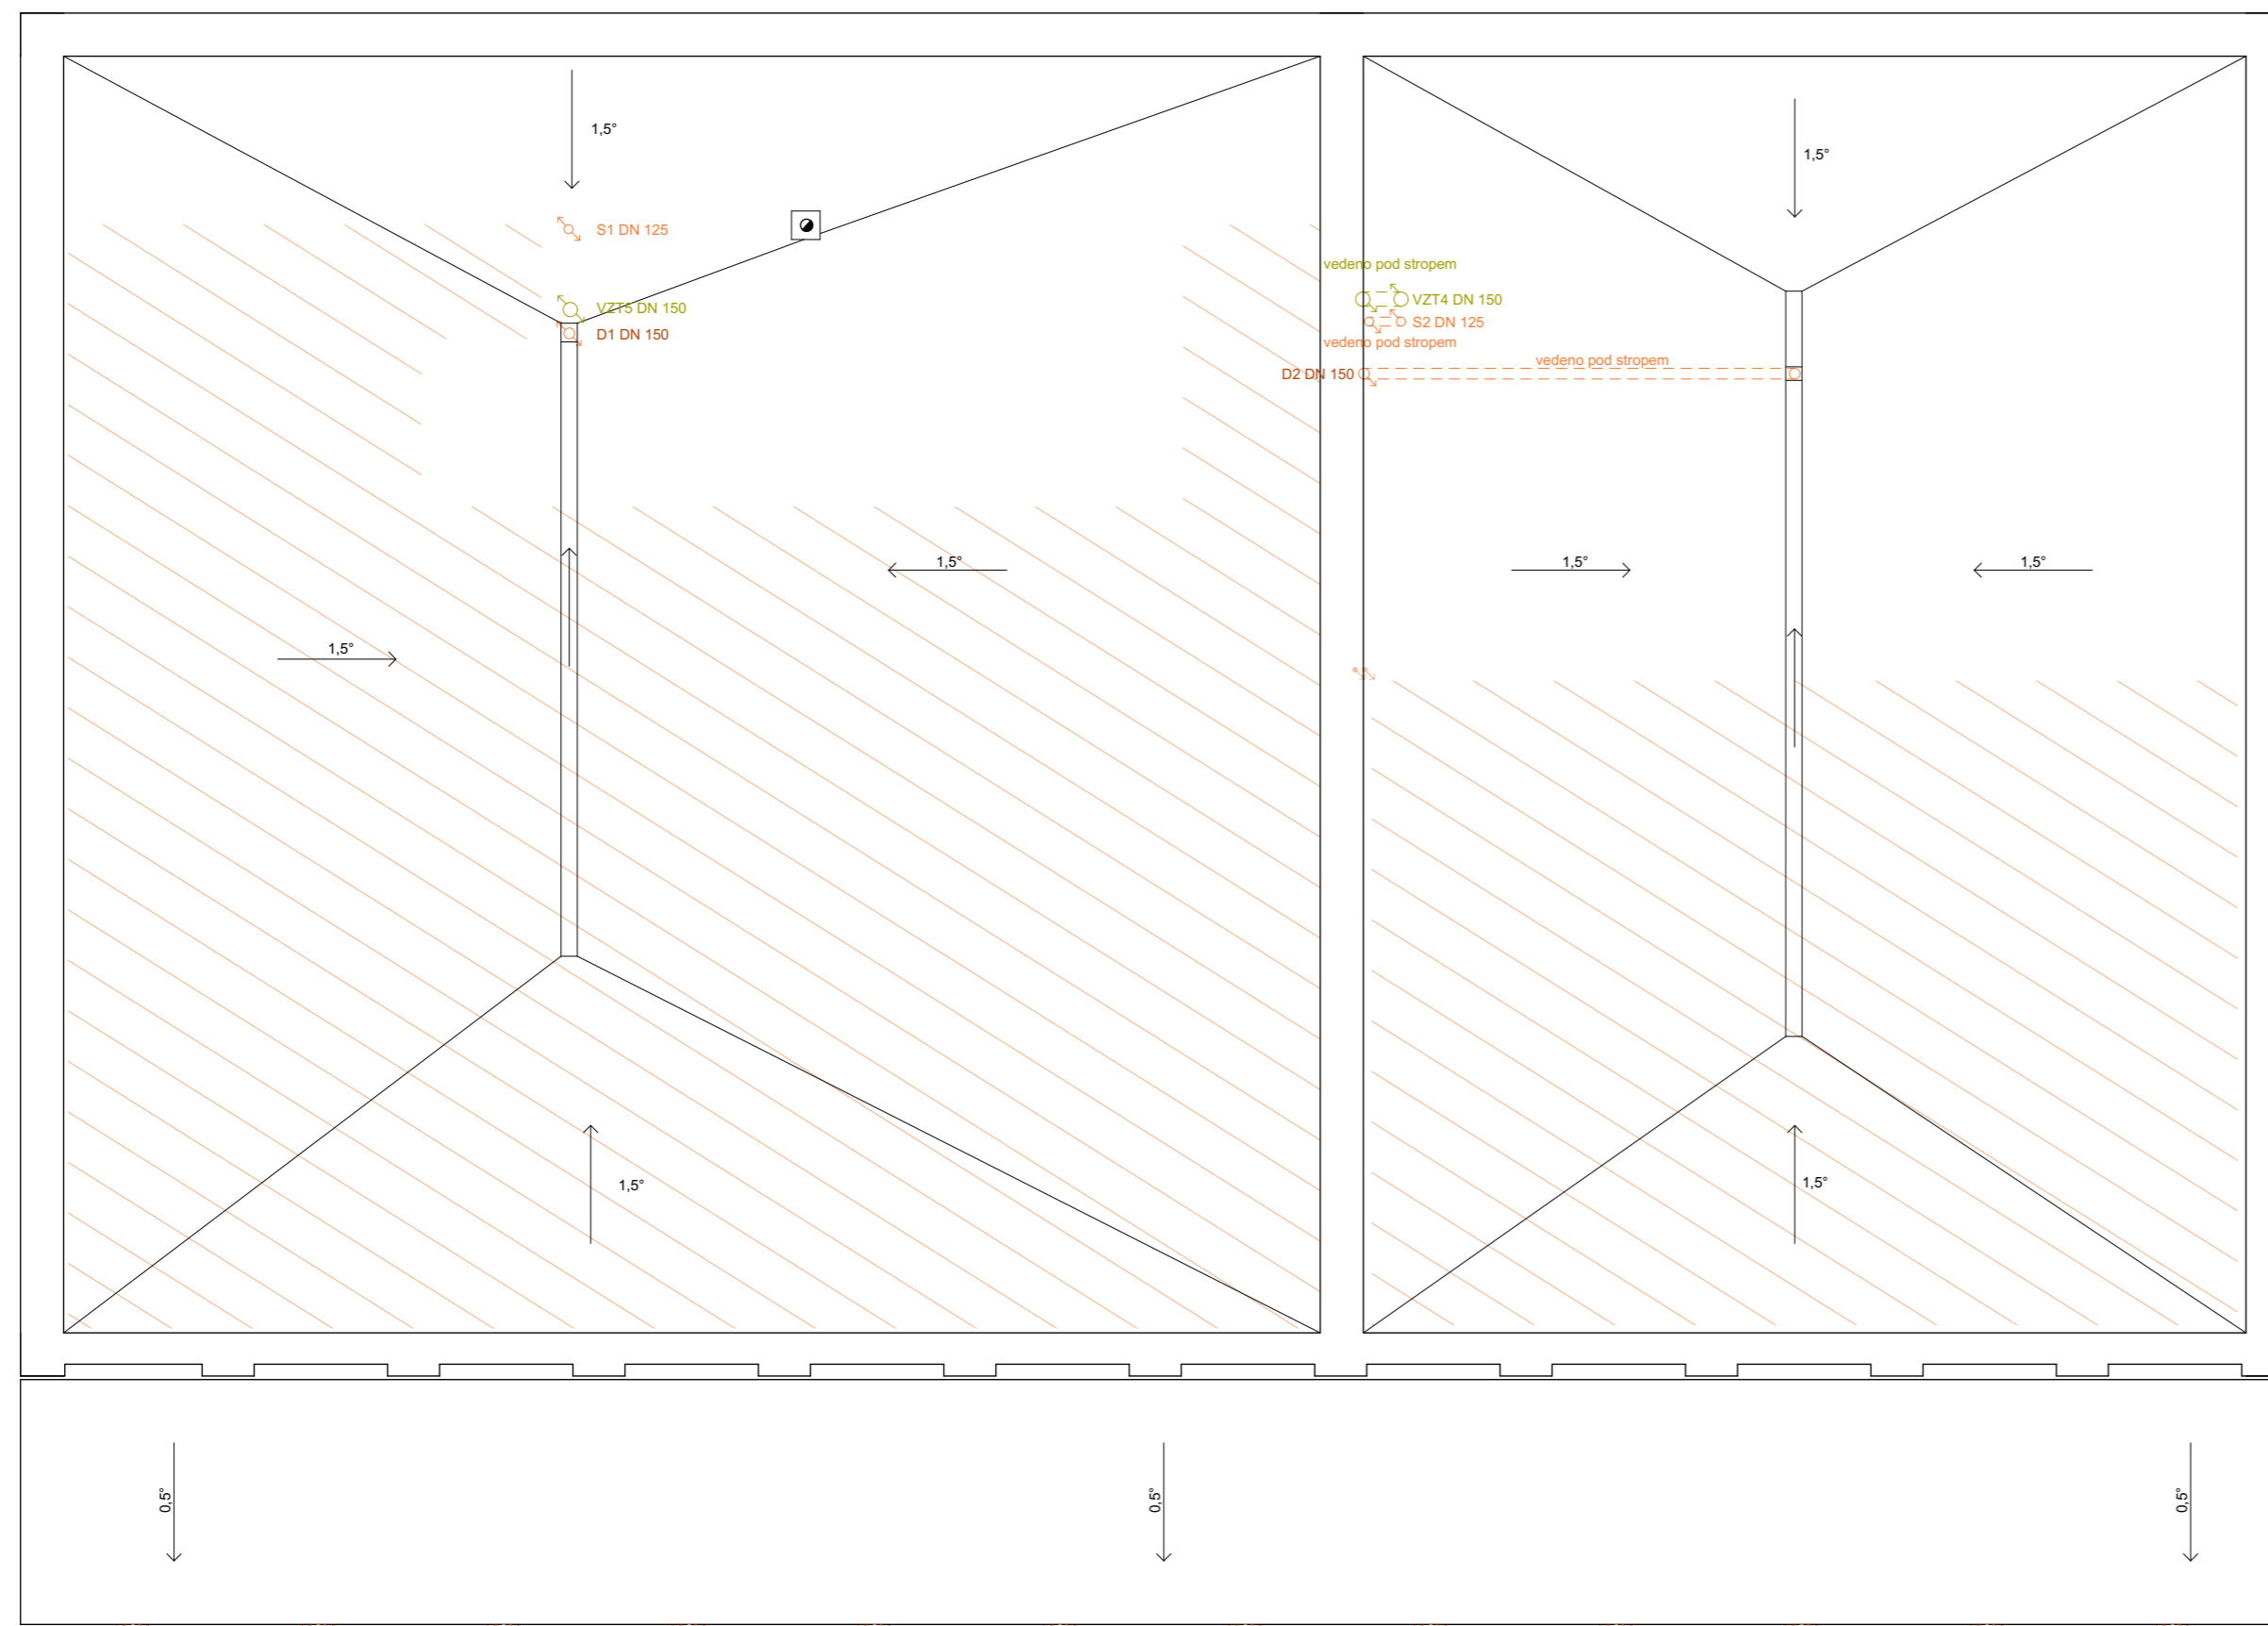 1,5°
1,5°
S1 DN 125
vedeno pod stropem
VZT5 DN 150
VZT4 DN 150
S2 DN 125
D1 DN 150
vedeno pod stropem
vedeno pod stropem
D2 DN 150
1,5°
1,5°
1,5°
1,5°
1,5°
1,5°
0,5°
0,5°
0,5°